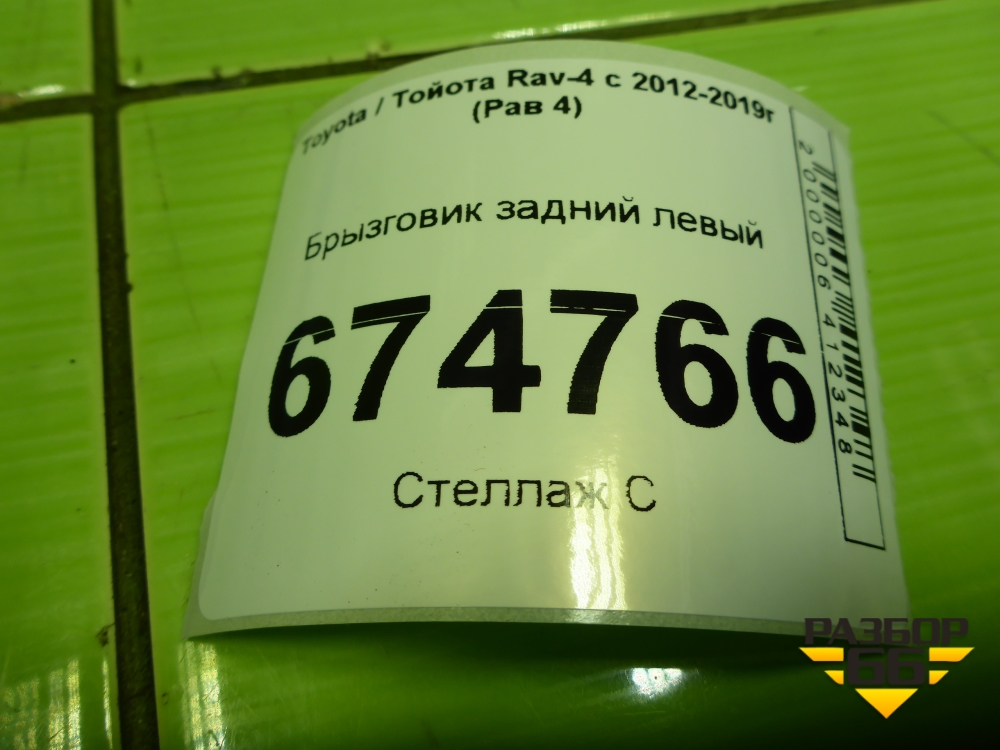 Toyota / Тойота Rav-4 с 2012-2019г
(Рав 4)
Брызговик задний левый
674766
Стеллаж С
2000006412348
РАЗБОР
66